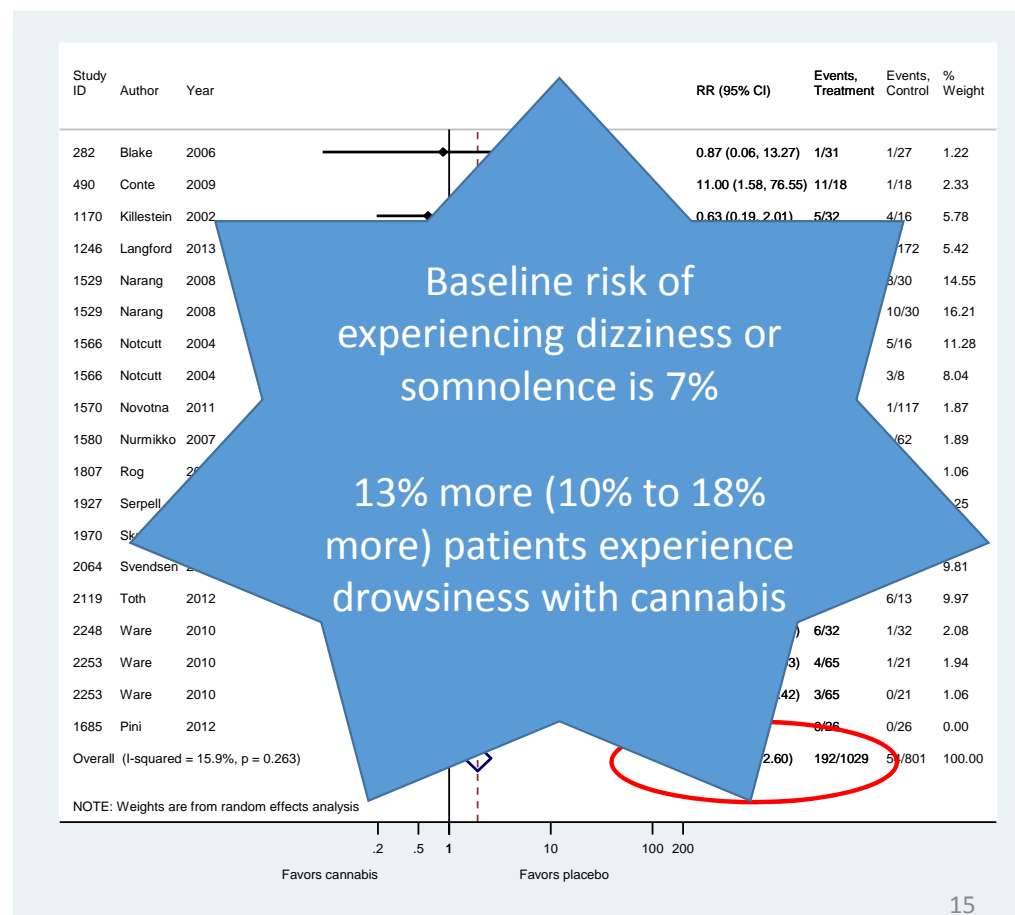 Study ID Author Year RR (95% CI) Events, Treatment Events, Control % Weight
282 Blake 2006 0.87 (0.06, 13.27) 1/31 1/27 1.22
490 Conte 2009 11.00 (1.58, 76.55) 11/18 1/18 2.33
1170 Killestein 2002 0.63 (0.19, 2.01) 5/32 4/16 5.78
1246 Langford 2013 5.42
1529 Narang 2008 14.55
1529 Narang 2008 10/30 16.21
1566 Notcutt 2004 5/16 11.28
1566 Notcutt 2004 3/8 8.04
1570 Novotna 2011 1/117 1.87
1580 Nurmikko 2007 1.89
1807 Rog 1.06
1927 Serpell
1970
2064 Svendsen 9.81
2119 Toth 2012 6/13 9.97
2248 Ware 2010 6/32 1/32 2.08
2253 Ware 2010 4/65 1/21 1.94
2253 Ware 2010 3/65 0/21 1.06
1685 Pini 2012 0/26 0.00
Overall (I-squared = 15.9%, p = 0.263) 2.60) 192/1029 54/801 100.00
NOTE: Weights are from random effects analysis
Baseline risk of
experiencing dizziness or
somnolence is 7%
13% more (10% to 18%
more) patients experience
drowsiness with cannabis
.2 .5 1 10 100 200
Favors cannabis Favors placebo
15